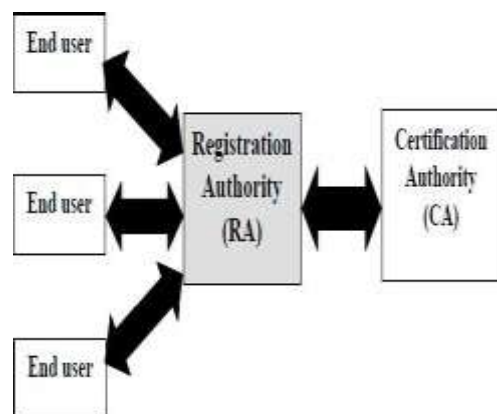 End user
End user
End user
Registration
Authority
(RA)
Certification
Authority
(CA)